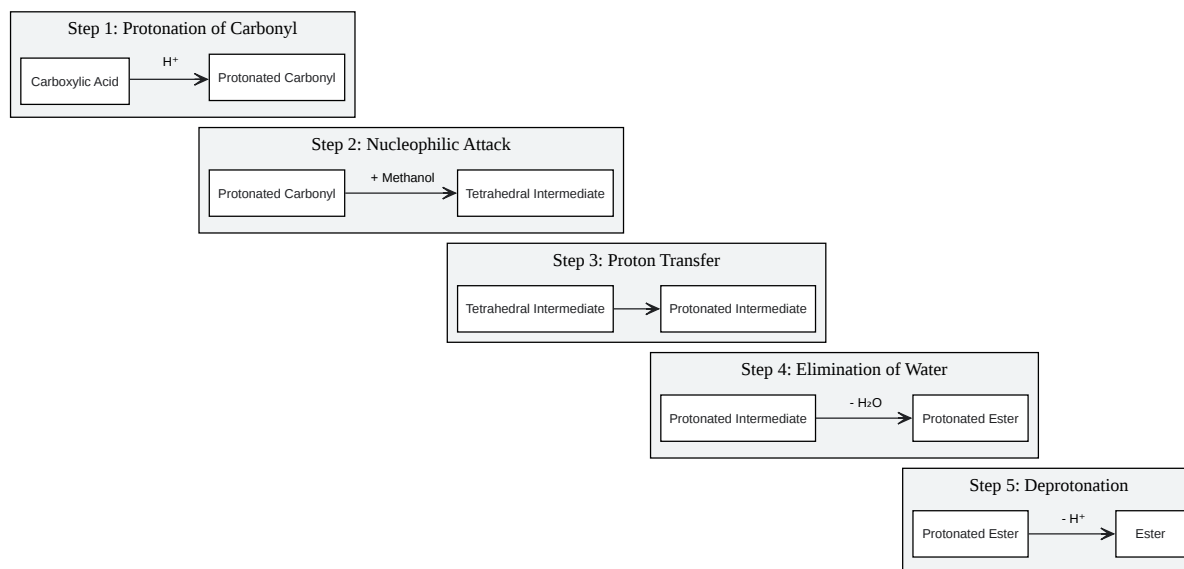 Step 1: Protonation of Carbonyl
H⁺
Carboxylic Acid
Protonated Carbonyl
Step 2: Nucleophilic Attack
+ Methanol
Protonated Carbonyl
Tetrahedral Intermediate
Step 3: Proton Transfer
Tetrahedral Intermediate
Protonated Intermediate
Step 4: Elimination of Water
- H₂O
Protonated Intermediate
Protonated Ester
Step 5: Deprotonation
- H⁺
Protonated Ester
Ester